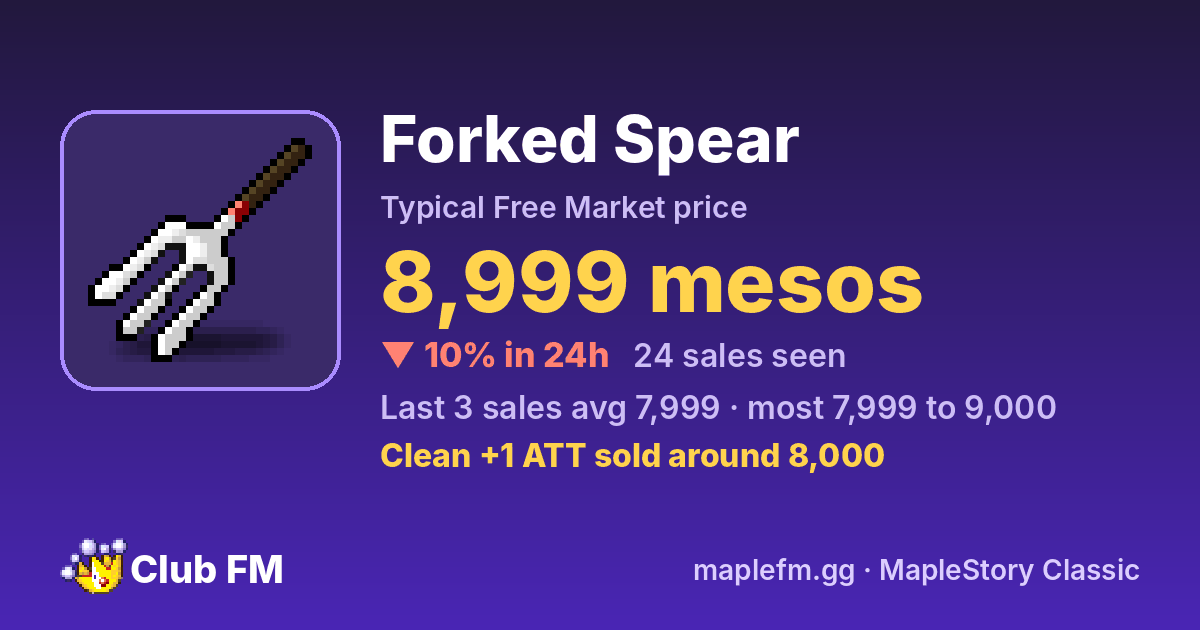 Forked Spear
Typical Free Market price
8,999 mesos
▼ 10% in 24h 24 sales seen
Last 3 sales avg 7,999 · most 7,999 to 9,000
Clean +1 ATT sold around 8,000
Club FM
maplefm.gg · MapleStory Classic